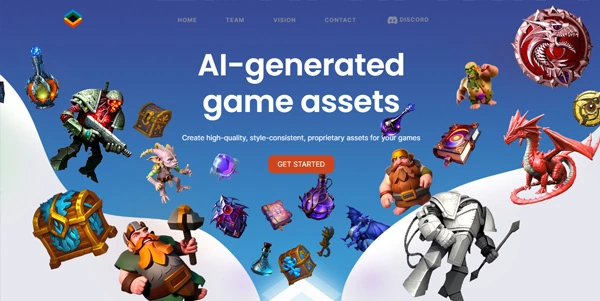 HOME TEAM VISION CONTACT DISCORD
AI-generated
game assets
Create high-quality, style-consistent, proprietary assets for your games
GET STARTED